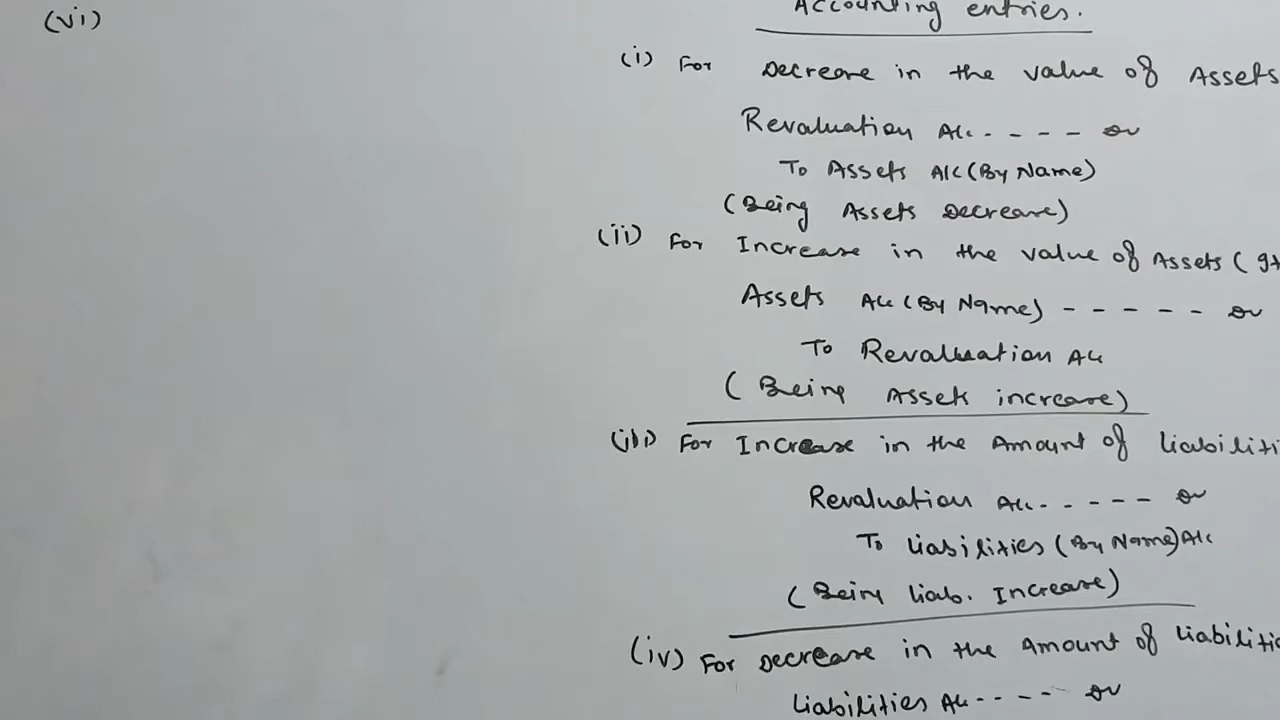 (vi)
Accounting entries.
(i) For Decrease in the value of Assets
Revaluation A/c - - - - Dr
To Assets A/c (By Name)
(Being Assets Decrease)
(ii) For Increase in the value of Assets (
Assets A/c (By Name) - - - - - Dr
To Revaluation A/c
(Being Assets increase)
(iii) For Increase in the Amount of liabiliti
Revaluation A/c - - - - - Dr
To liabilities (By Name) A/c
(Being liab. Increase)
(iv) For Decrease in the Amount of liabiliti
liabilities A/c - - - - Dr